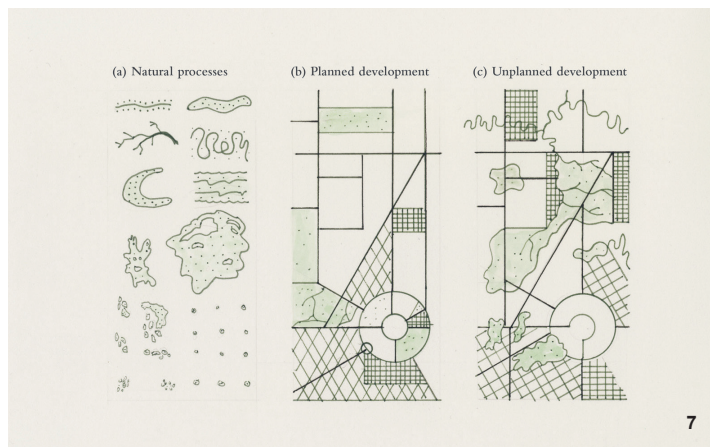 (a) Natural processes
(b) Planned development
(c) Unplanned development
7